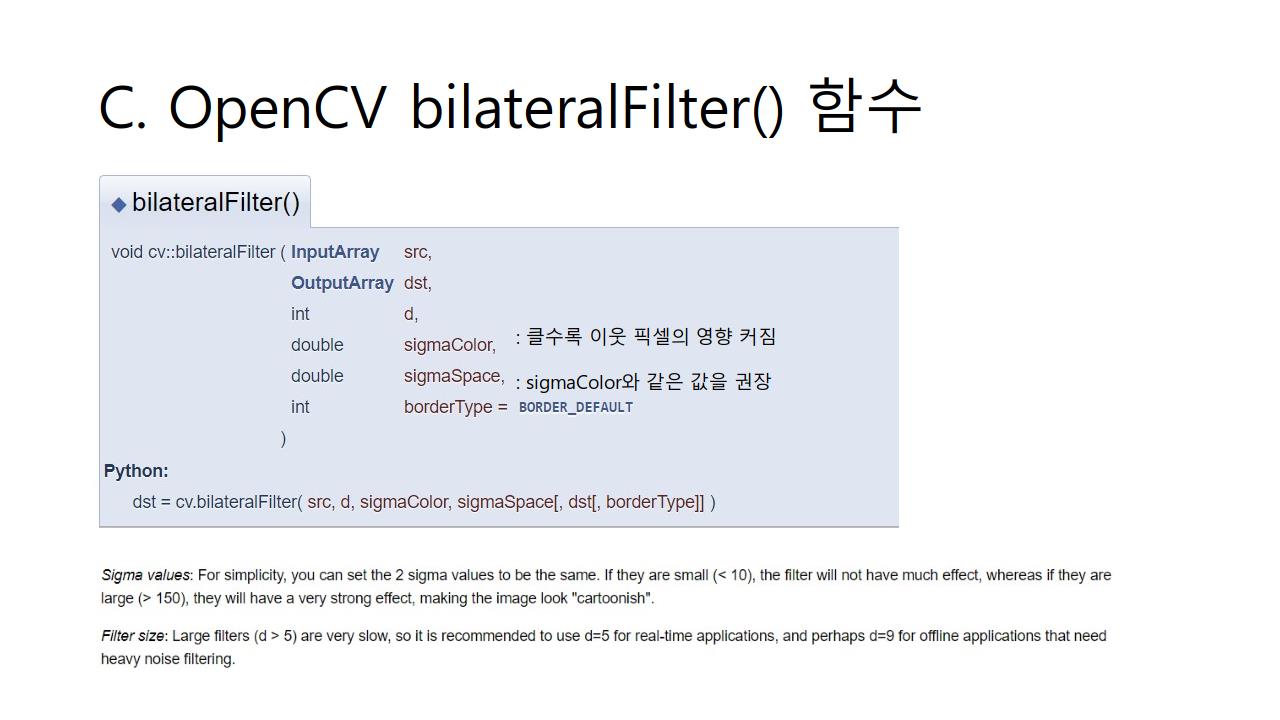 C. OpenCV bilateralFilter() 함수
◆ bilateralFilter()
void cv::bilateralFilter ( InputArray src,
OutputArray dst,
int d,
double sigmaColor, : 클수록 이웃 픽셀의 영향 커짐
double sigmaSpace, : sigmaColor와 같은 값을 권장
int borderType = BORDER_DEFAULT
)
Python:
dst = cv.bilateralFilter( src, d, sigmaColor, sigmaSpace[, dst[, borderType]] )
Sigma values: For simplicity, you can set the 2 sigma values to be the same. If they are small (< 10), the filter will not have much effect, whereas if they are
large (> 150), they will have a very strong effect, making the image look "cartoonish".
Filter size: Large filters (d > 5) are very slow, so it is recommended to use d=5 for real-time applications, and perhaps d=9 for offline applications that need
heavy noise filtering.